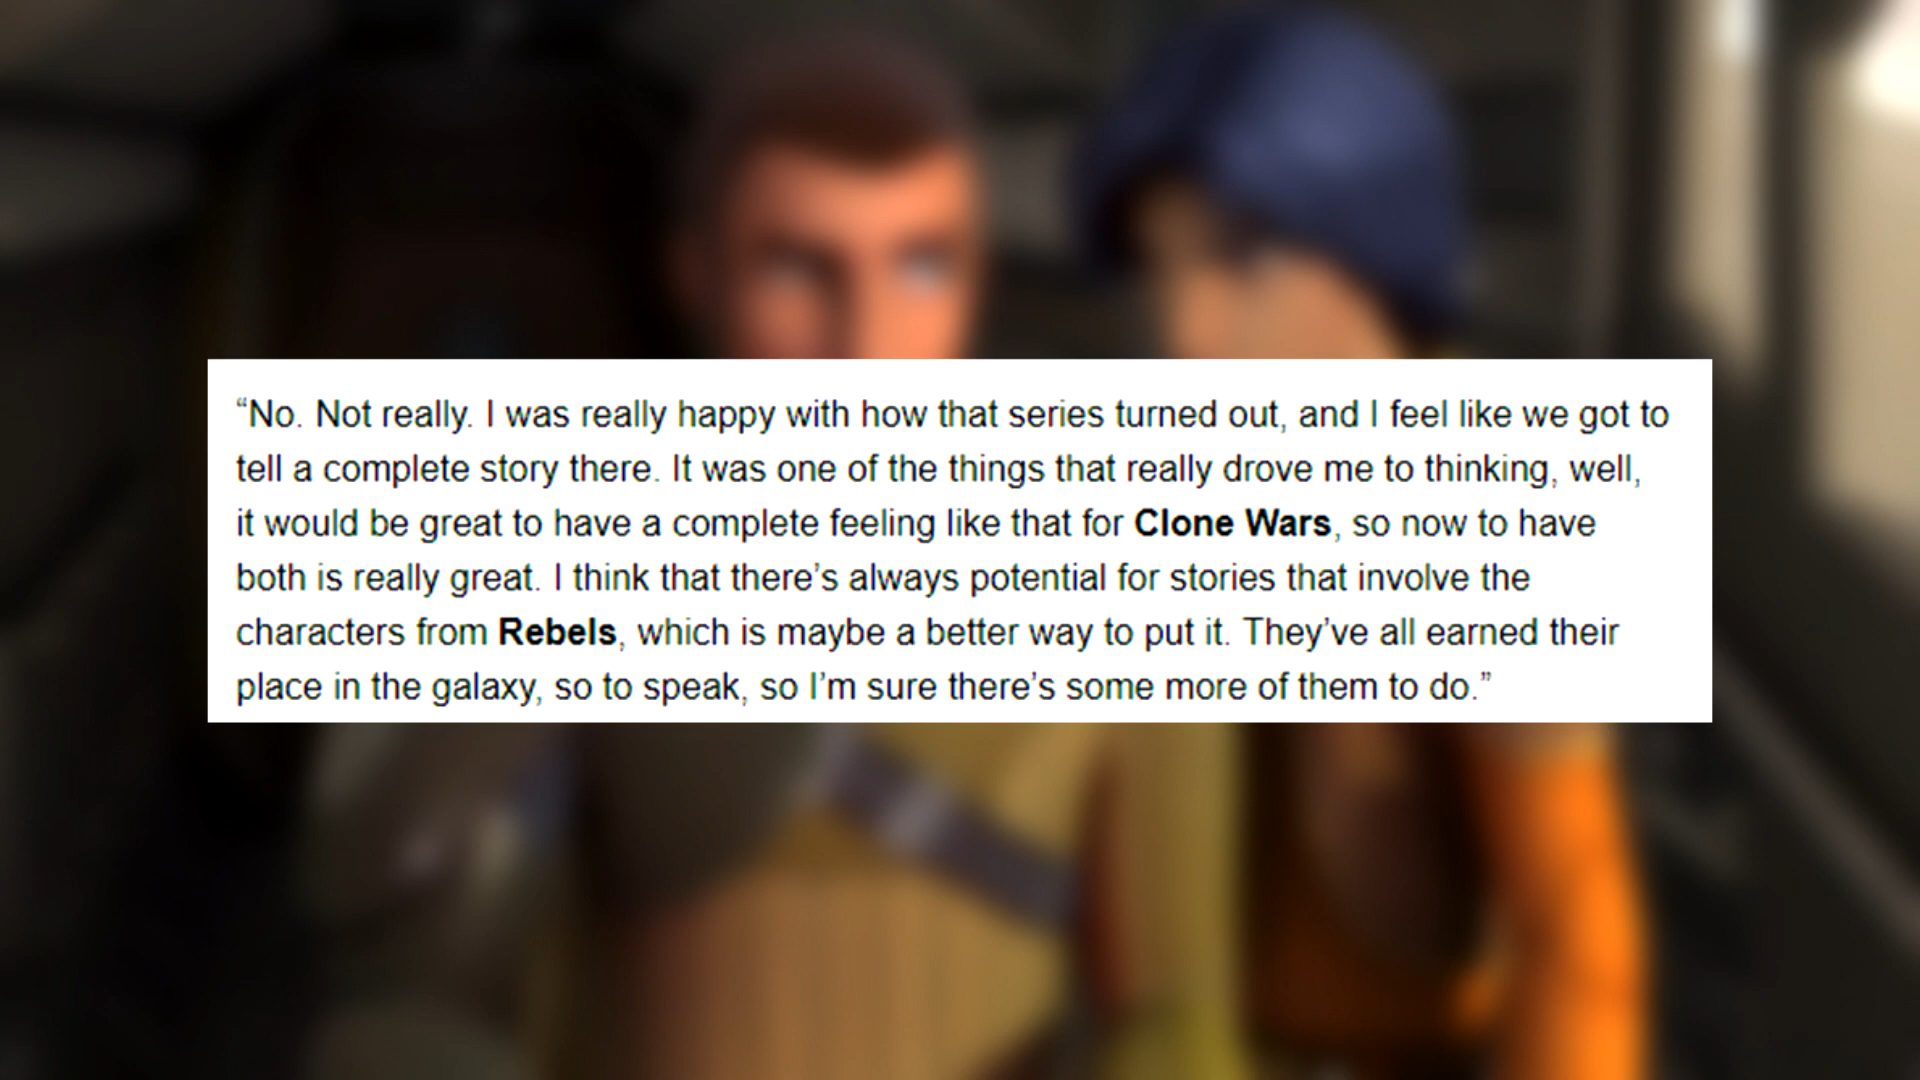 “No. Not really. I was really happy with how that series turned out, and I feel like we got to
tell a complete story there. It was one of the things that really drove me to thinking, well,
it would be great to have a complete feeling like that for Clone Wars, so now to have
both is really great. I think that there’s always potential for stories that involve the
characters from Rebels, which is maybe a better way to put it. They’ve all earned their
place in the galaxy, so to speak, so I’m sure there’s some more of them to do.”